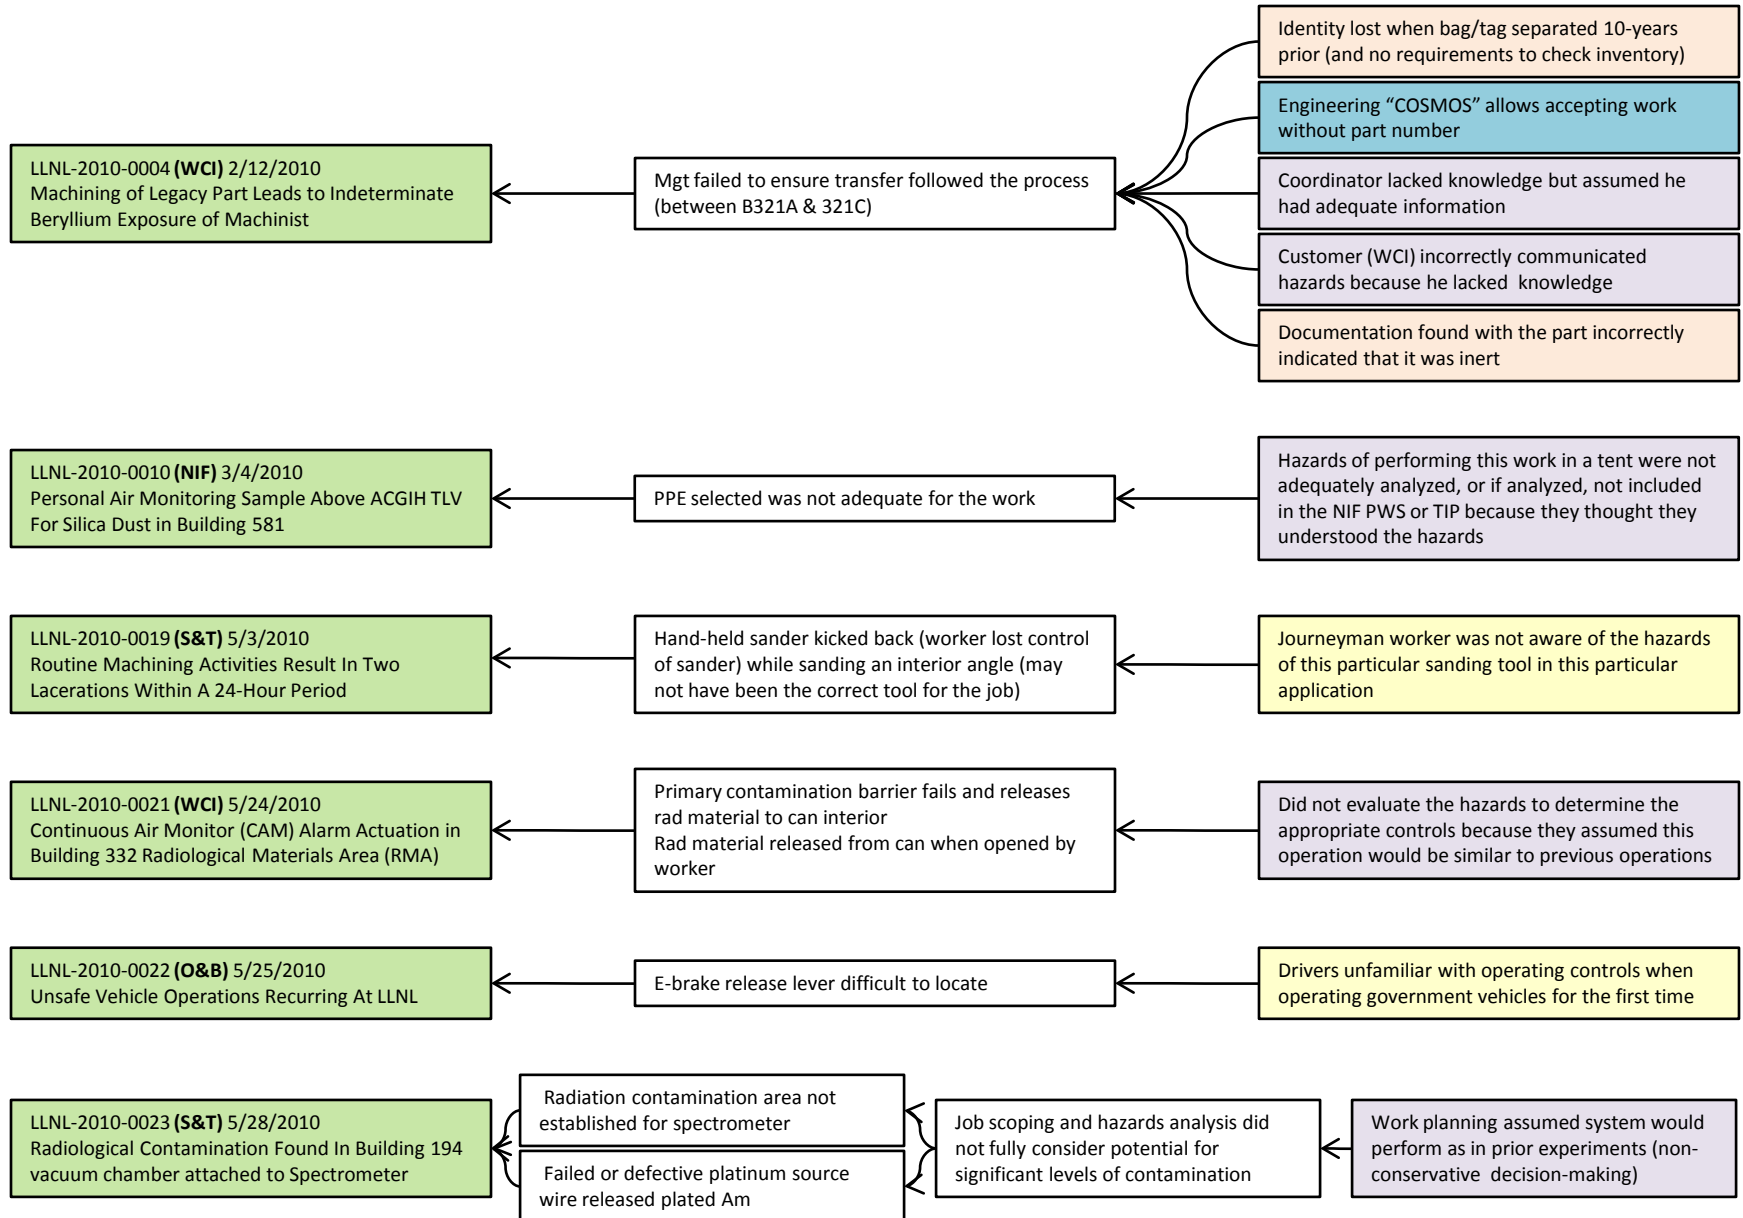 Identity lost when bag/tag separated 10-years
prior (and no requirements to check inventory)
Engineering “COSMOS” allows accepting work
without part number
LLNL-2010-0004 (WCI) 2/12/2010
Machining of Legacy Part Leads to Indeterminate
Beryllium Exposure of Machinist
Mgt failed to ensure transfer followed the process
(between B321A & 321C)
Coordinator lacked knowledge but assumed he
had adequate information
Customer (WCI) incorrectly communicated
hazards because he lacked knowledge
Documentation found with the part incorrectly
indicated that it was inert
LLNL-2010-0010 (NIF) 3/4/2010
Personal Air Monitoring Sample Above ACGIH TLV
For Silica Dust in Building 581
PPE selected was not adequate for the work
Hazards of performing this work in a tent were not
adequately analyzed, or if analyzed, not included
in the NIF PWS or TIP because they thought they
understood the hazards
LLNL-2010-0019 (S&T) 5/3/2010
Routine Machining Activities Result In Two
Lacerations Within A 24-Hour Period
Hand-held sander kicked back (worker lost control
of sander) while sanding an interior angle (may
not have been the correct tool for the job)
Journeyman worker was not aware of the hazards
of this particular sanding tool in this particular
application
LLNL-2010-0021 (WCI) 5/24/2010
Continuous Air Monitor (CAM) Alarm Actuation in
Building 332 Radiological Materials Area (RMA)
Primary contamination barrier fails and releases
rad material to can interior
Rad material released from can when opened by
worker
Did not evaluate the hazards to determine the
appropriate controls because they assumed this
operation would be similar to previous operations
LLNL-2010-0022 (O&B) 5/25/2010
Unsafe Vehicle Operations Recurring At LLNL
E-brake release lever difficult to locate
Drivers unfamiliar with operating controls when
operating government vehicles for the first time
LLNL-2010-0023 (S&T) 5/28/2010
Radiological Contamination Found In Building 194
vacuum chamber attached to Spectrometer
Radiation contamination area not
established for spectrometer
Failed or defective platinum source
wire released plated Am
Job scoping and hazards analysis did
not fully consider potential for
significant levels of contamination
Work planning assumed system would
perform as in prior experiments (non-
conservative decision-making)